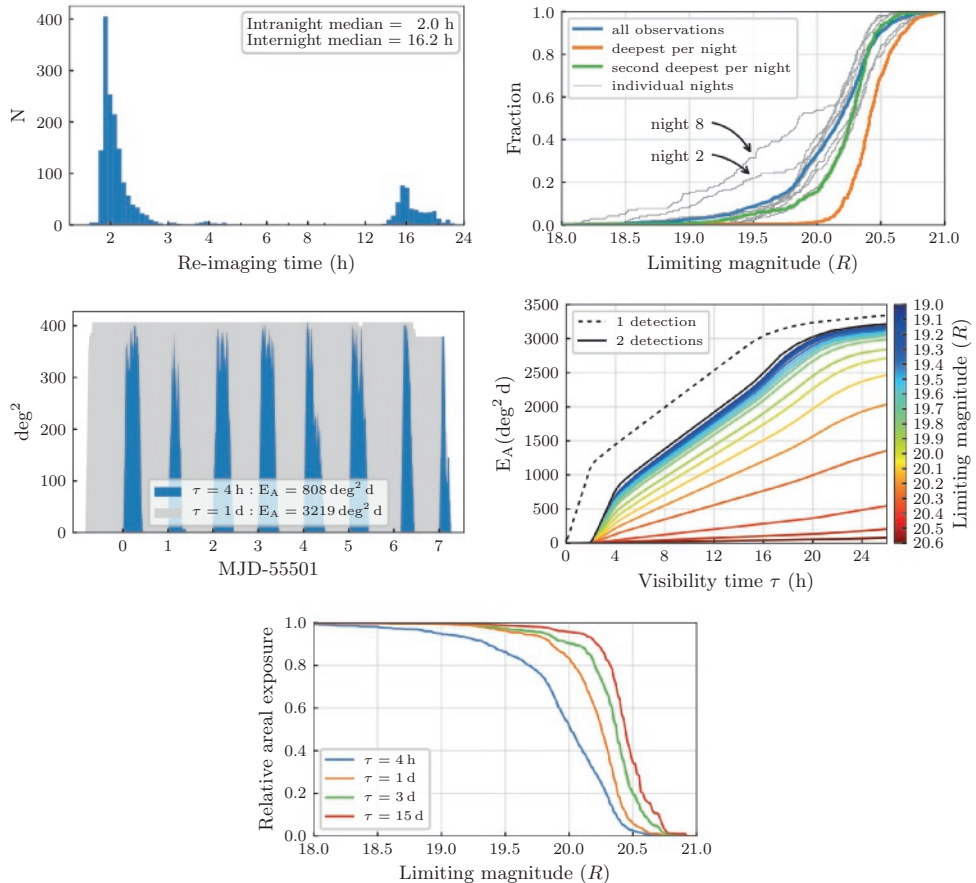 Intranight median = 2.0 h
Internight median = 16.2 h
N
400
300
200
100
0
2 3 4 6 8 12 16 24
Re-imaging time (h)
all observations
deepest per night
second deepest per night
individual nights
night 8
night 2
Fraction
1.0
0.8
0.6
0.4
0.2
0.0
18.0 18.5 19.0 19.5 20.0 20.5 21.0
Limiting magnitude (R)
deg²
400
300
200
100
0
τ = 4 h : E_A = 808 deg² d
τ = 1 d : E_A = 3219 deg² d
0 1 2 3 4 5 6 7
MJD-55501
E_A (deg² d)
3500
3000
2500
2000
1500
1000
500
0
1 detection
2 detections
0 4 8 12 16 20 24
Visibility time τ (h)
19.0
19.1
19.2
19.3
19.4
19.5
19.6
19.7
19.8
19.9
20.0
20.1
20.2
20.3
20.4
20.5
20.6
Limiting magnitude (R)
Relative areal exposure
1.0
0.8
0.6
0.4
0.2
0.0
τ = 4 h
τ = 1 d
τ = 3 d
τ = 15 d
18.0 18.5 19.0 19.5 20.0 20.5 21.0
Limiting magnitude (R)